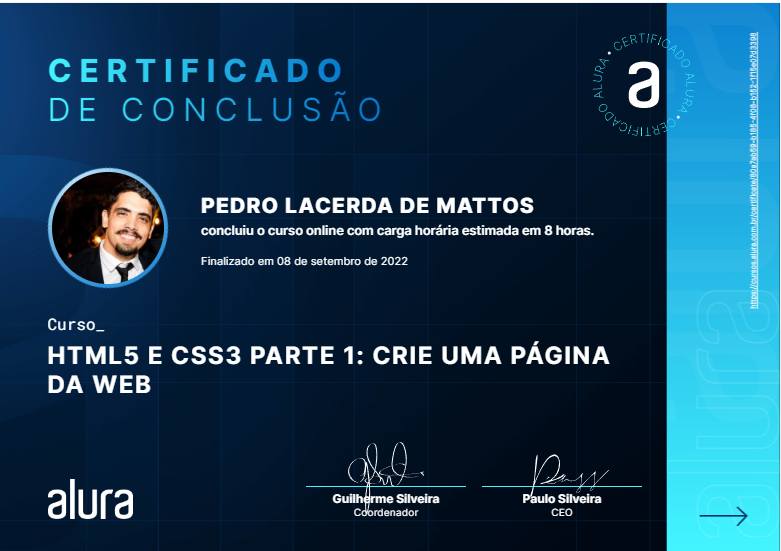 CERTIFICADO
DE CONCLUSÃO
CERTIFICADO ALURA • CERTIFICADO ALURA •
a
PEDRO LACERDA DE MATTOS
concluiu o curso online com carga horária estimada em 8 horas.
Finalizado em 08 de setembro de 2022
Curso_
HTML5 E CSS3 PARTE 1: CRIE UMA PÁGINA
DA WEB
alura
Guilherme Silveira
Coordenador
Paulo Silveira
CEO
alura